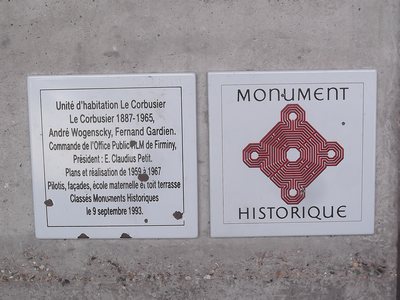 Unité d'habitation Le Corbusier
Le Corbusier 1887-1965,
André Wogenscky, Fernand Gardien.
Commande de l'Office Public HLM de Firminy,
Président : E. Claudius Petit.
Plans et réalisation de 1959 à 1967
Pilotis, façades, école maternelle et toit terrasse
Classés Monuments Historiques
le 9 septembre 1993.
MONUMENT
HISTORIQUE